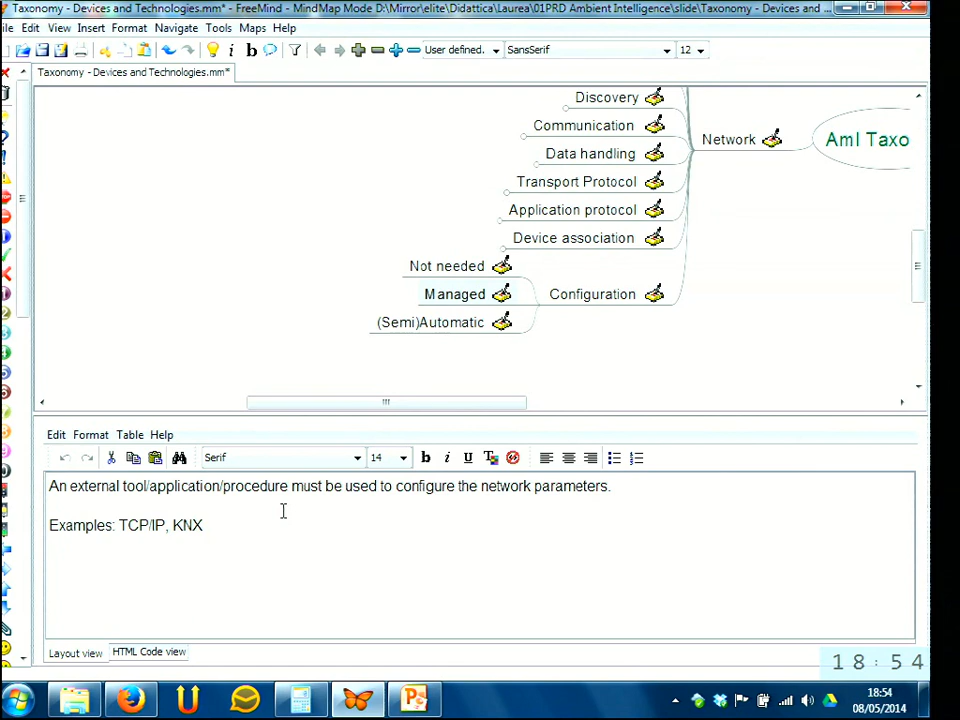 Taxonomy - Devices and Technologies.mm* - FreeMind - MindMap Mode D:\Mirror\elite\Didattica\Laurea\01PRD Ambient Intelligence\slide\Taxonomy - Devices and ...
ile Edit View Insert Format Navigate Tools Maps Help
User defined. SansSerif 12
Taxonomy - Devices and Technologies.mm*
Discovery
Communication
Data handling
Network
AmI Taxo
Transport Protocol
Application protocol
Device association
Not needed
Managed
Configuration
(Semi)Automatic
Edit Format Table Help
Serif 14
An external tool/application/procedure must be used to configure the network parameters.
Examples: TCP/IP, KNX
Layout view HTML Code view
18:54
18:54
08/05/2014